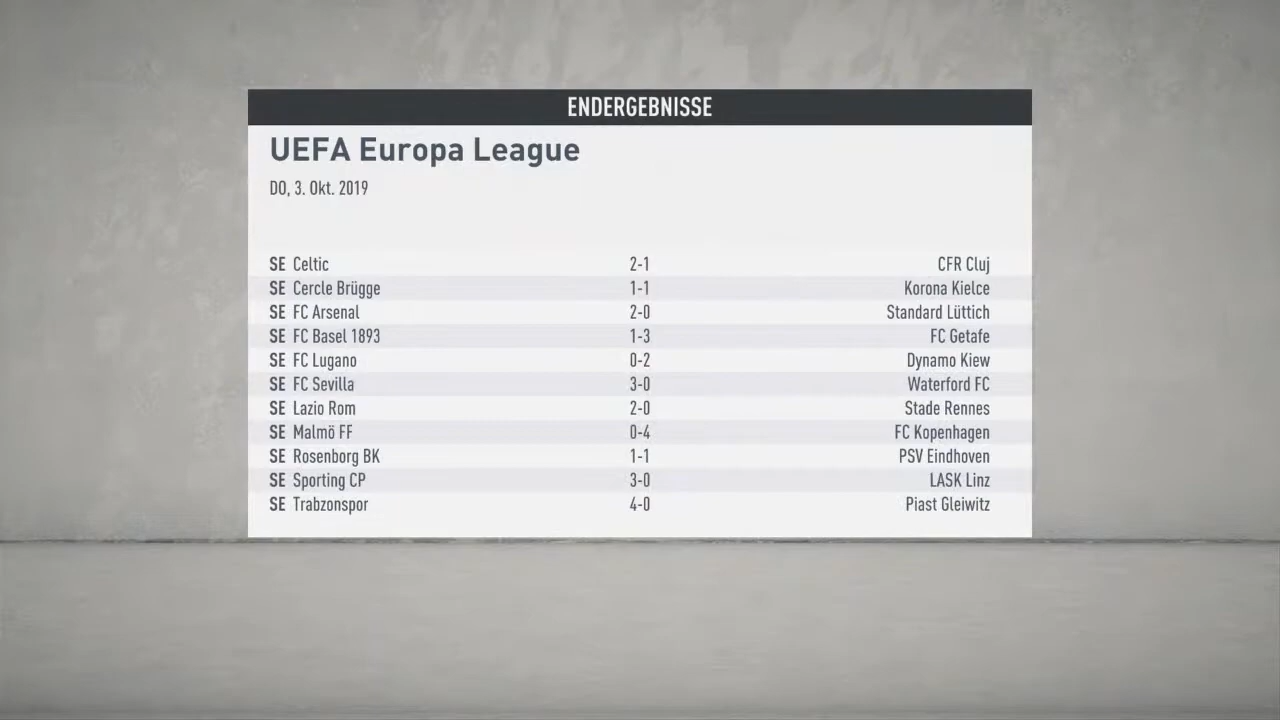 ENDERGEBNISSE
UEFA Europa League
DO, 3. Okt. 2019
SE Celtic 2-1 CFR Cluj
SE Cercle Brügge 1-1 Korona Kielce
SE FC Arsenal 2-0 Standard Lüttich
SE FC Basel 1893 1-3 FC Getafe
SE FC Lugano 0-2 Dynamo Kiew
SE FC Sevilla 3-0 Waterford FC
SE Lazio Rom 2-0 Stade Rennes
SE Malmö FF 0-4 FC Kopenhagen
SE Rosenborg BK 1-1 PSV Eindhoven
SE Sporting CP 3-0 LASK Linz
SE Trabzonspor 4-0 Piast Gleiwitz